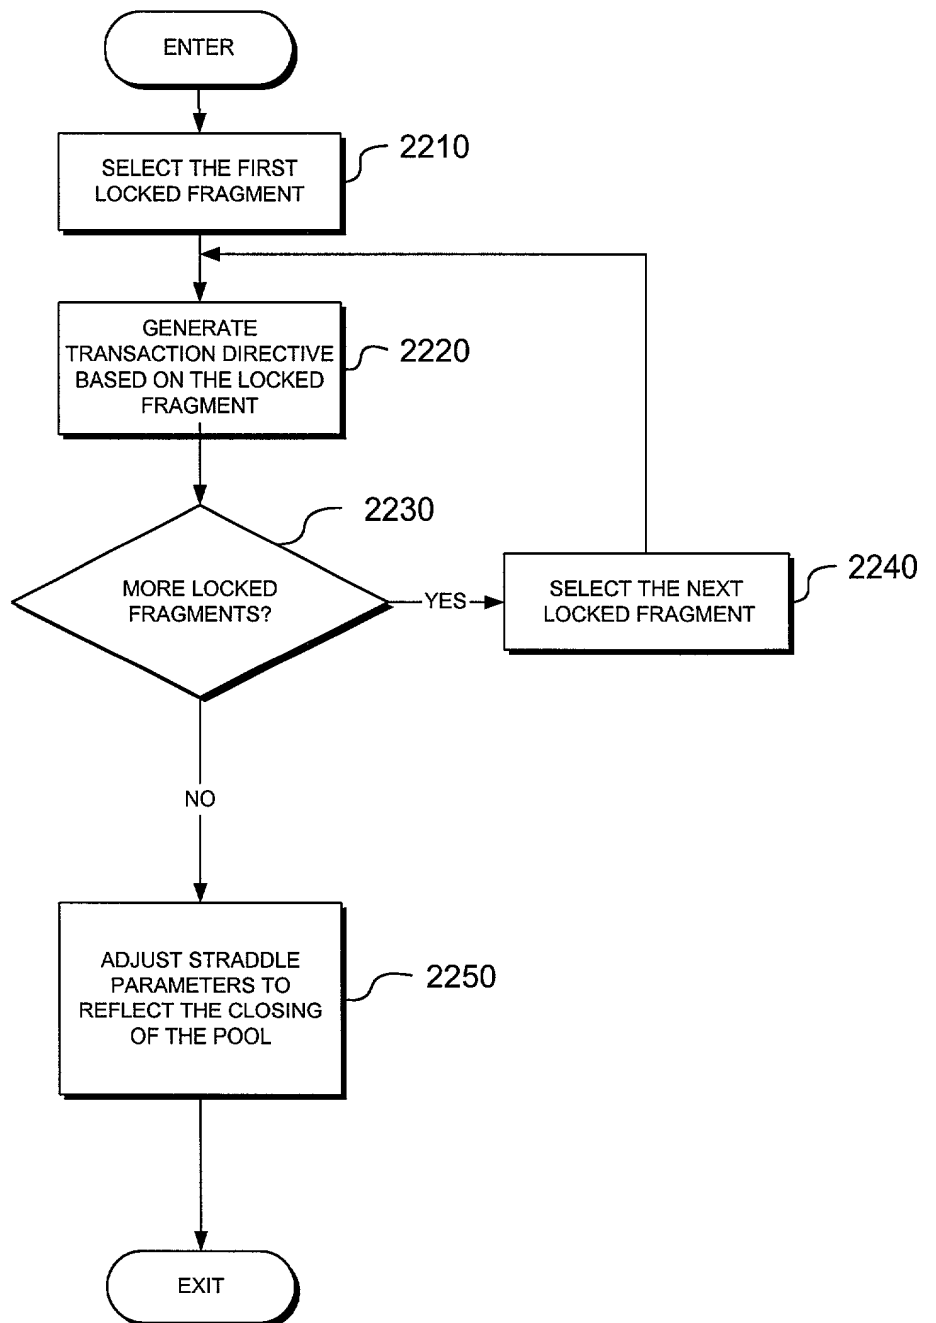 ENTER
SELECT THE FIRST
LOCKED FRAGMENT
2210
GENERATE
TRANSACTION DIRECTIVE
BASED ON THE LOCKED
FRAGMENT
2220
MORE LOCKED
FRAGMENTS?
2230
YES
SELECT THE NEXT
LOCKED FRAGMENT
2240
NO
ADJUST STRADDLE
PARAMETERS TO
REFLECT THE CLOSING
OF THE POOL
2250
EXIT